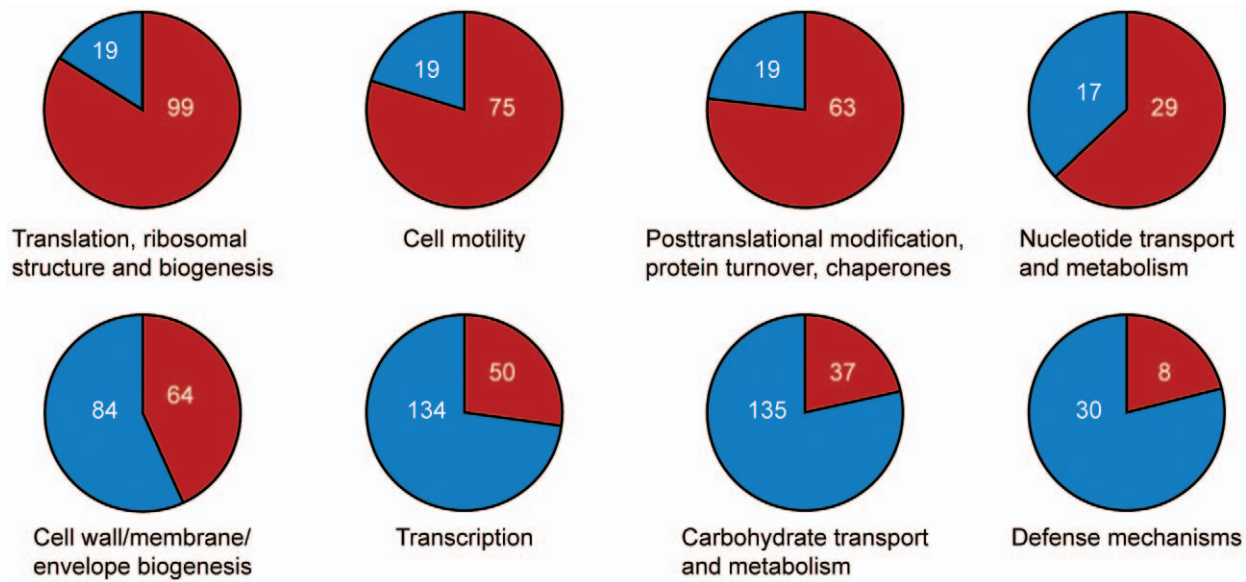 19
99
19
75
19
63
17
29
Translation, ribosomal
structure and biogenesis
Cell motility
Posttranslational modification,
protein turnover, chaperones
Nucleotide transport
and metabolism
84
64
134
50
135
37
30
8
Cell wall/membrane/
envelope biogenesis
Transcription
Carbohydrate transport
and metabolism
Defense mechanisms